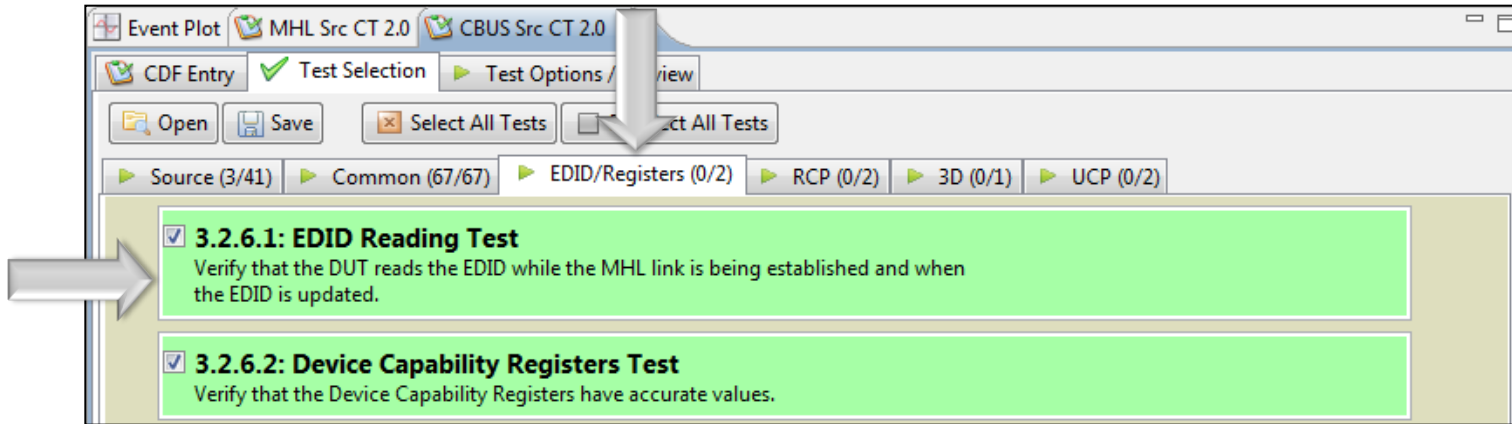 Event Plot MHL Src CT 2.0 CBUS Src CT 2.0
CDF Entry Test Selection Test Options / view
Open Save Select All Tests ct All Tests
Source (3/41) Common (67/67) EDID/Registers (0/2) RCP (0/2) 3D (0/1) UCP (0/2)
3.2.6.1: EDID Reading Test
Verify that the DUT reads the EDID while the MHL link is being established and when
the EDID is updated.
3.2.6.2: Device Capability Registers Test
Verify that the Device Capability Registers have accurate values.